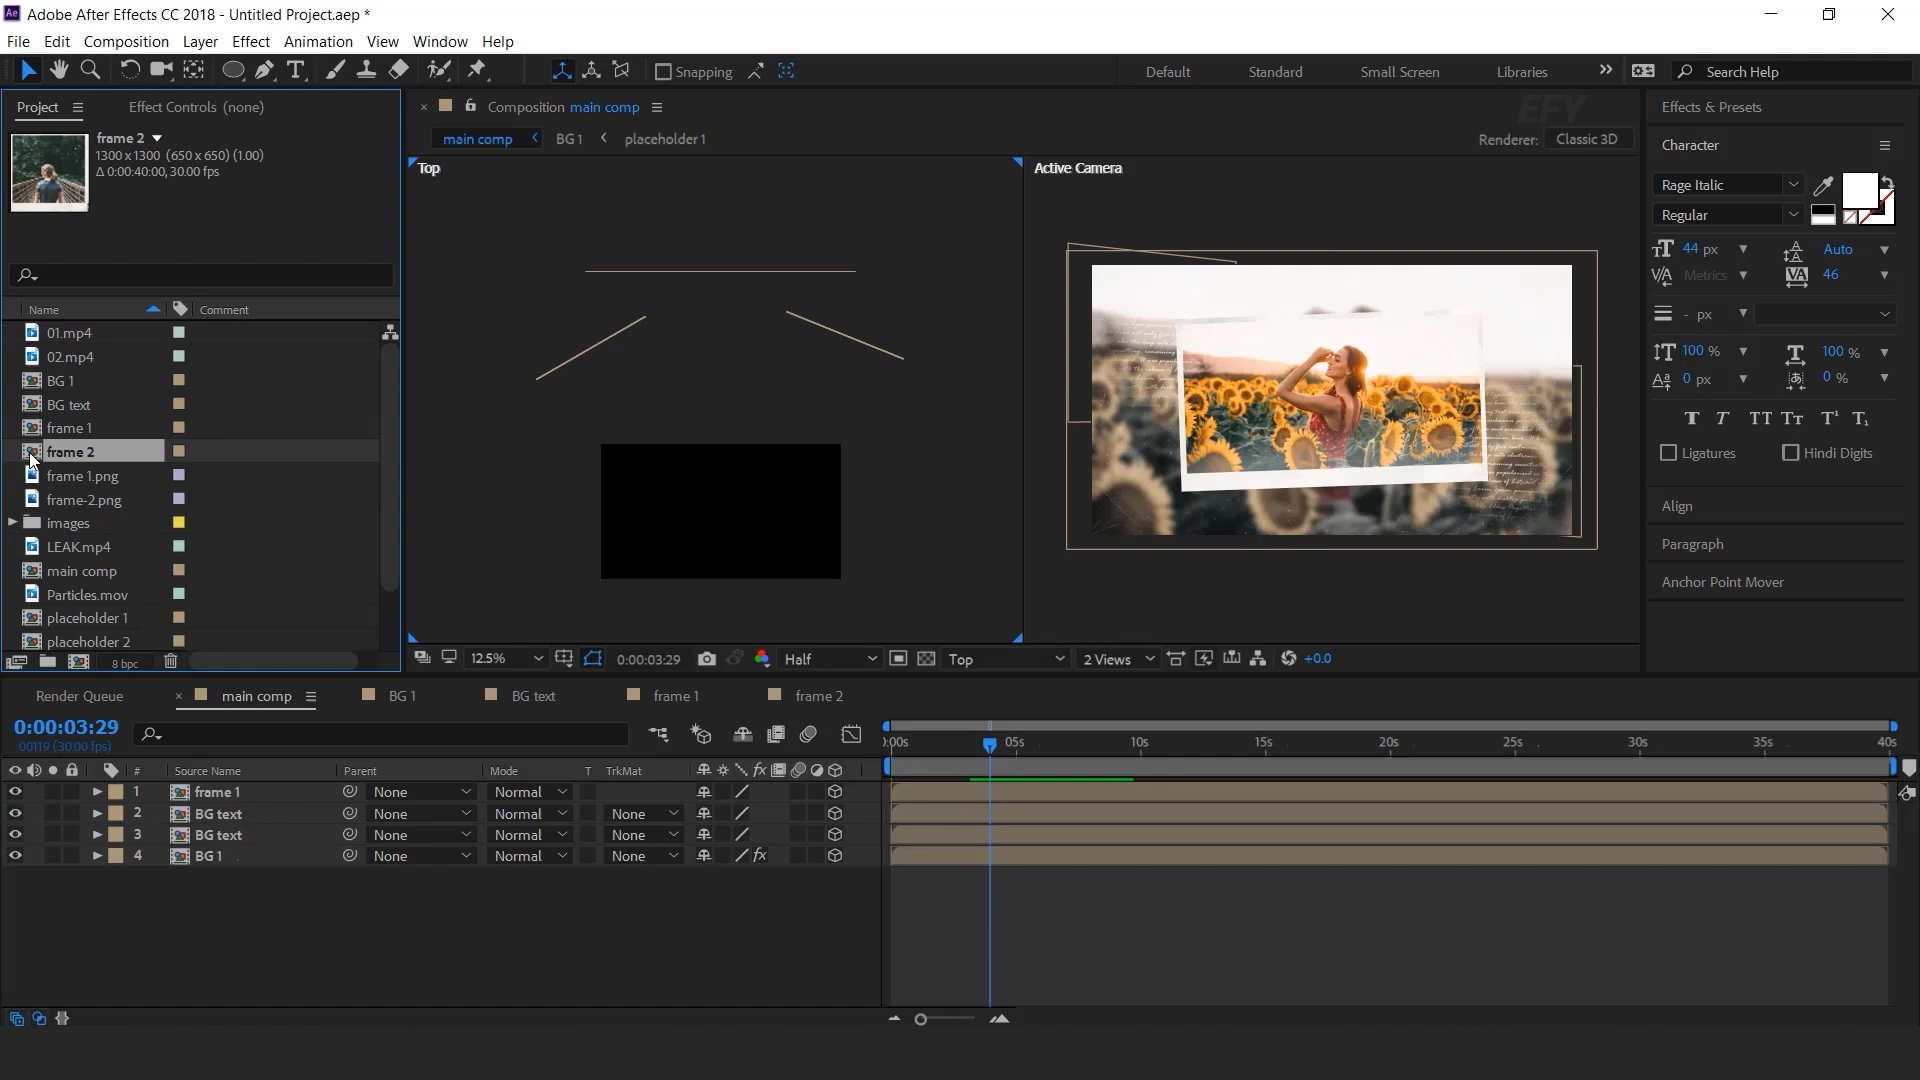 Adobe After Effects CC 2018 - Untitled Project.aep *
File Edit Composition Layer Effect Animation View Window Help
Snapping
Default Standard Small Screen Libraries
Search Help
Project
Effect Controls (none)
frame 2
1300 x 1300 (650 x 650) (1.00)
Δ 0:00:40:00, 30.00 fps
Name Comment
01.mp4
02.mp4
BG 1
BG text
frame 1
frame 2
frame 1.png
frame-2.png
images
LEAK.mp4
main comp
Particles.mov
placeholder 1
placeholder 2
8 bpc
Composition main comp
EFY
main comp BG 1 placeholder 1
Renderer: Classic 3D
Top
Active Camera
12.5% 0:00:03:29 Half Top 2 Views +0.0
Effects & Presets
Character
Rage Italic
Regular
44 px Auto
Metrics 46
- px
100 % 100 %
0 px 0 %
Ligatures Hindi Digits
Align
Paragraph
Anchor Point Mover
Render Queue main comp BG 1 BG text frame 1 frame 2
0:00:03:29
00119 (30.00 fps)
):00s 05s 10s 15s 20s 25s 30s 35s 40s
# Source Name Parent Mode T TrkMat fx
1 frame 1 None Normal
2 BG text None Normal None
3 BG text None Normal None
4 BG 1 None Normal None fx